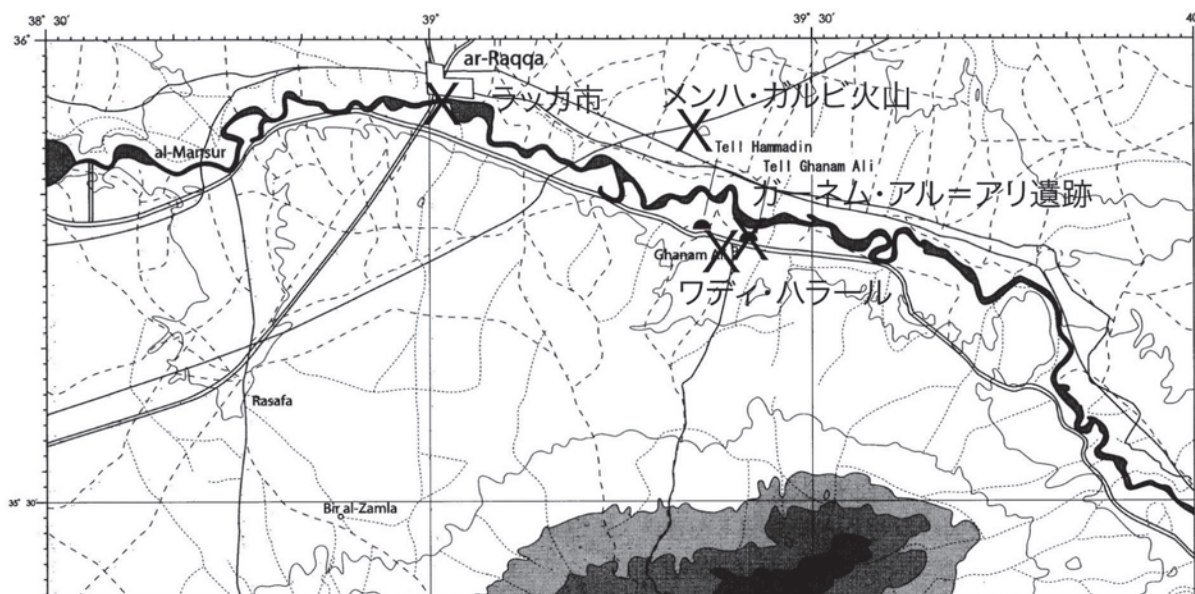 38° 30'
39°
39° 30'
40
36°
ar-Raqqa
ラッカ市
メンハ・ガルビ火山
Tell Hammadin
al-Mansur
Tell Ghanam Ali
ガーネム・アル＝アリ遺跡
Ghanam Al
ワディ・ハラール
Rasafa
35° 30'
Bir al-Zamla